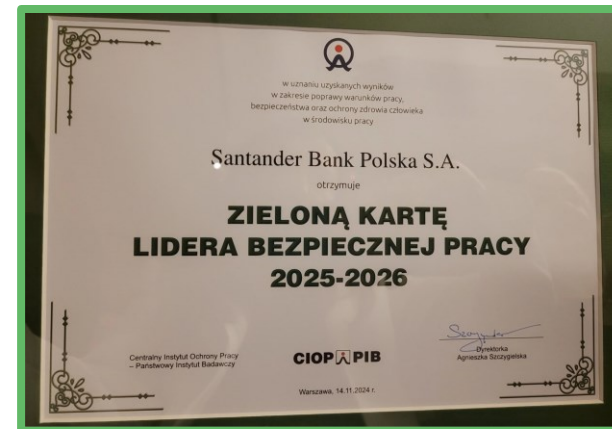 w uznaniu uzyskanych wyników
w zakresie poprawy warunków pracy,
bezpieczeństwa oraz ochrony zdrowia człowieka
w środowisku pracy
Santander Bank Polska S.A.
otrzymuje
ZIELONĄ KARTĘ
LIDERA BEZPIECZNEJ PRACY
2025-2026
Centralny Instytut Ochrony Pracy
– Państwowy Instytut Badawczy
CIOP PIB
Dyrektorka
Agnieszka Szczygielska
Warszawa, 14.11.2024 r.